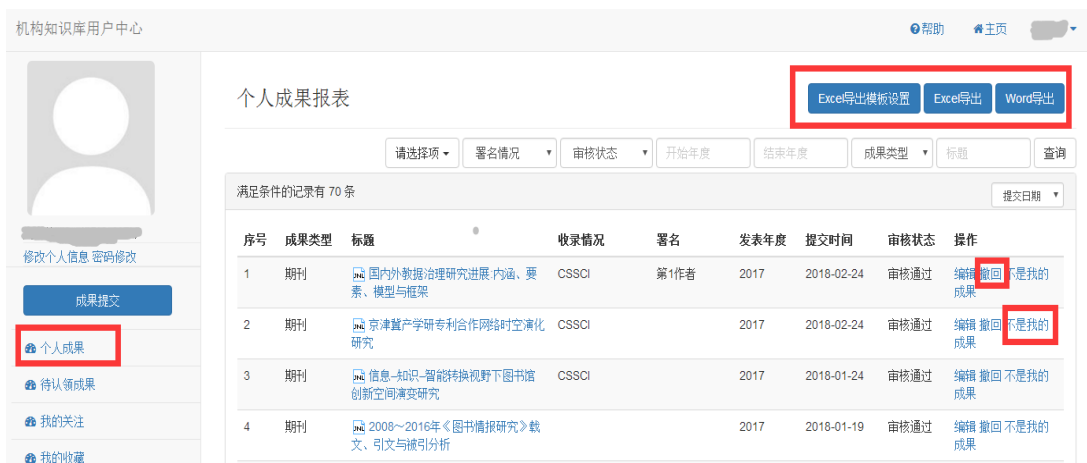 机构知识库用户中心 帮助 主页
个人成果报表 Excel导出模板设置 Excel导出 Word导出
请选择项 署名情况 审核状态 开始年度 结束年度 成果类型 标题 查询
满足条件的记录有 70 条 提交日期
修改个人信息 密码修改
成果提交
个人成果
待认领成果
我的关注
我的收藏
序号 成果类型 标题 收录情况 署名 发表年度 提交时间 审核状态 操作
1 期刊 JNL 国内外数据治理研究进展:内涵、要 CSSCI 第1作者 2017 2018-02-24 审核通过 编辑 撤回 不是我的
素、模型与框架 成果
2 期刊 JNL 京津冀产学研专利合作网络时空演化 CSSCI 2017 2018-02-24 审核通过 编辑 撤回 不是我的
研究 成果
3 期刊 JNL 信息–知识–智能转换视野下图书馆 CSSCI 2017 2018-01-24 审核通过 编辑 撤回 不是我的
创新空间演变研究 成果
4 期刊 JNL 2008～2016年《图书情报研究》载 2017 2018-01-19 审核通过 编辑 撤回 不是我的
文、引文与被引分析 成果